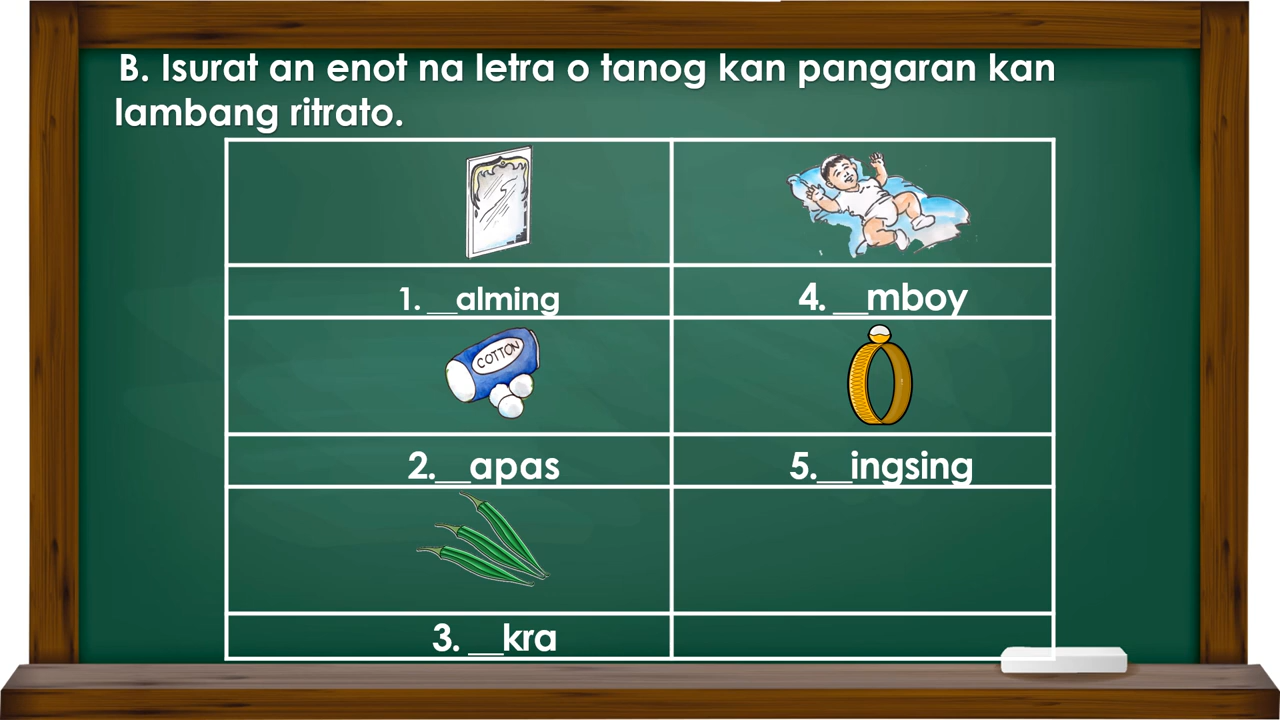 B. Isurat an enot na letra o tanog kan pangaran kan
lambang ritrato.
1. __alming
4. __mboy
COTTON
2.__apas
5.__ingsing
3. __kra